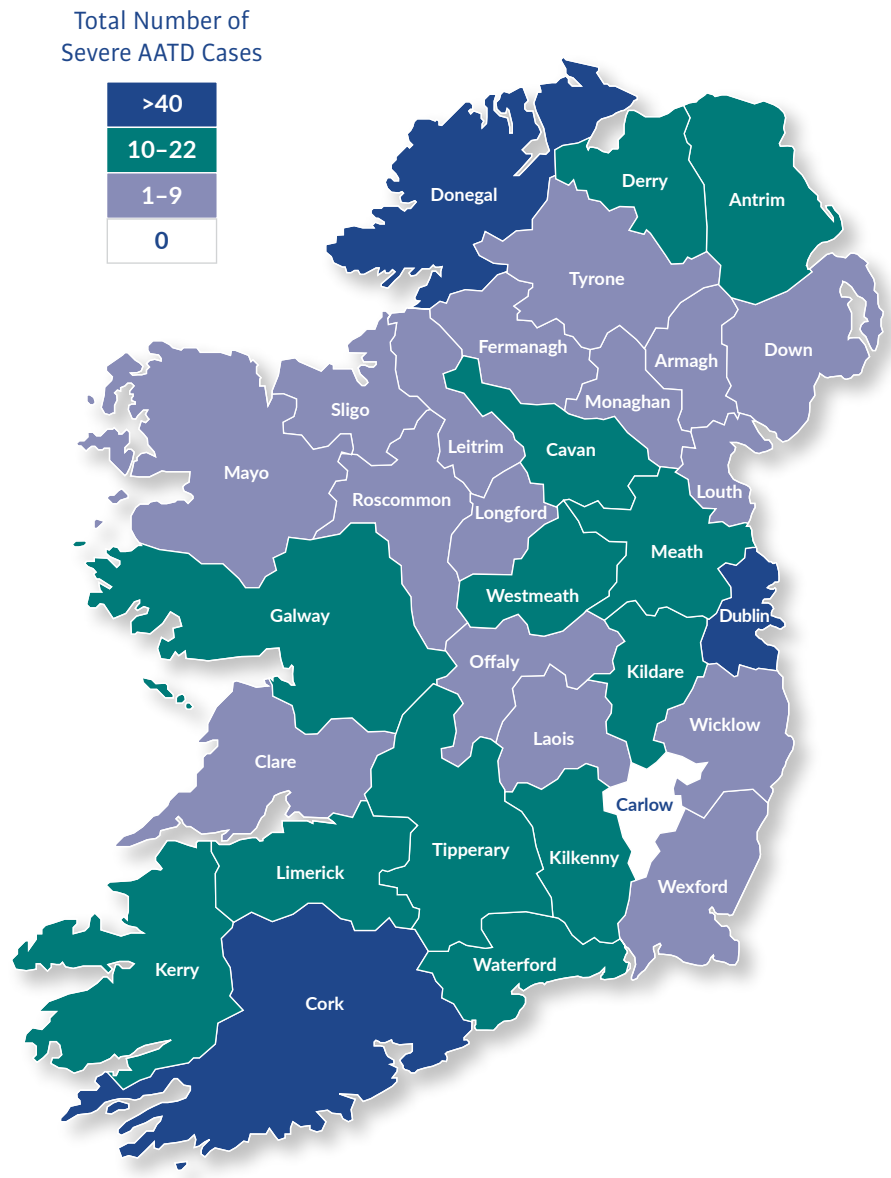 Total Number of
Severe AATD Cases
>40
10–22
1–9
0
Donegal
Derry
Antrim
Tyrone
Fermanagh
Armagh
Down
Monaghan
Sligo
Leitrim
Cavan
Mayo
Roscommon
Louth
Longford
Meath
Westmeath
Galway
Dublin
Offaly
Kildare
Wicklow
Laois
Clare
Carlow
Tipperary
Kilkenny
Limerick
Wexford
Waterford
Kerry
Cork